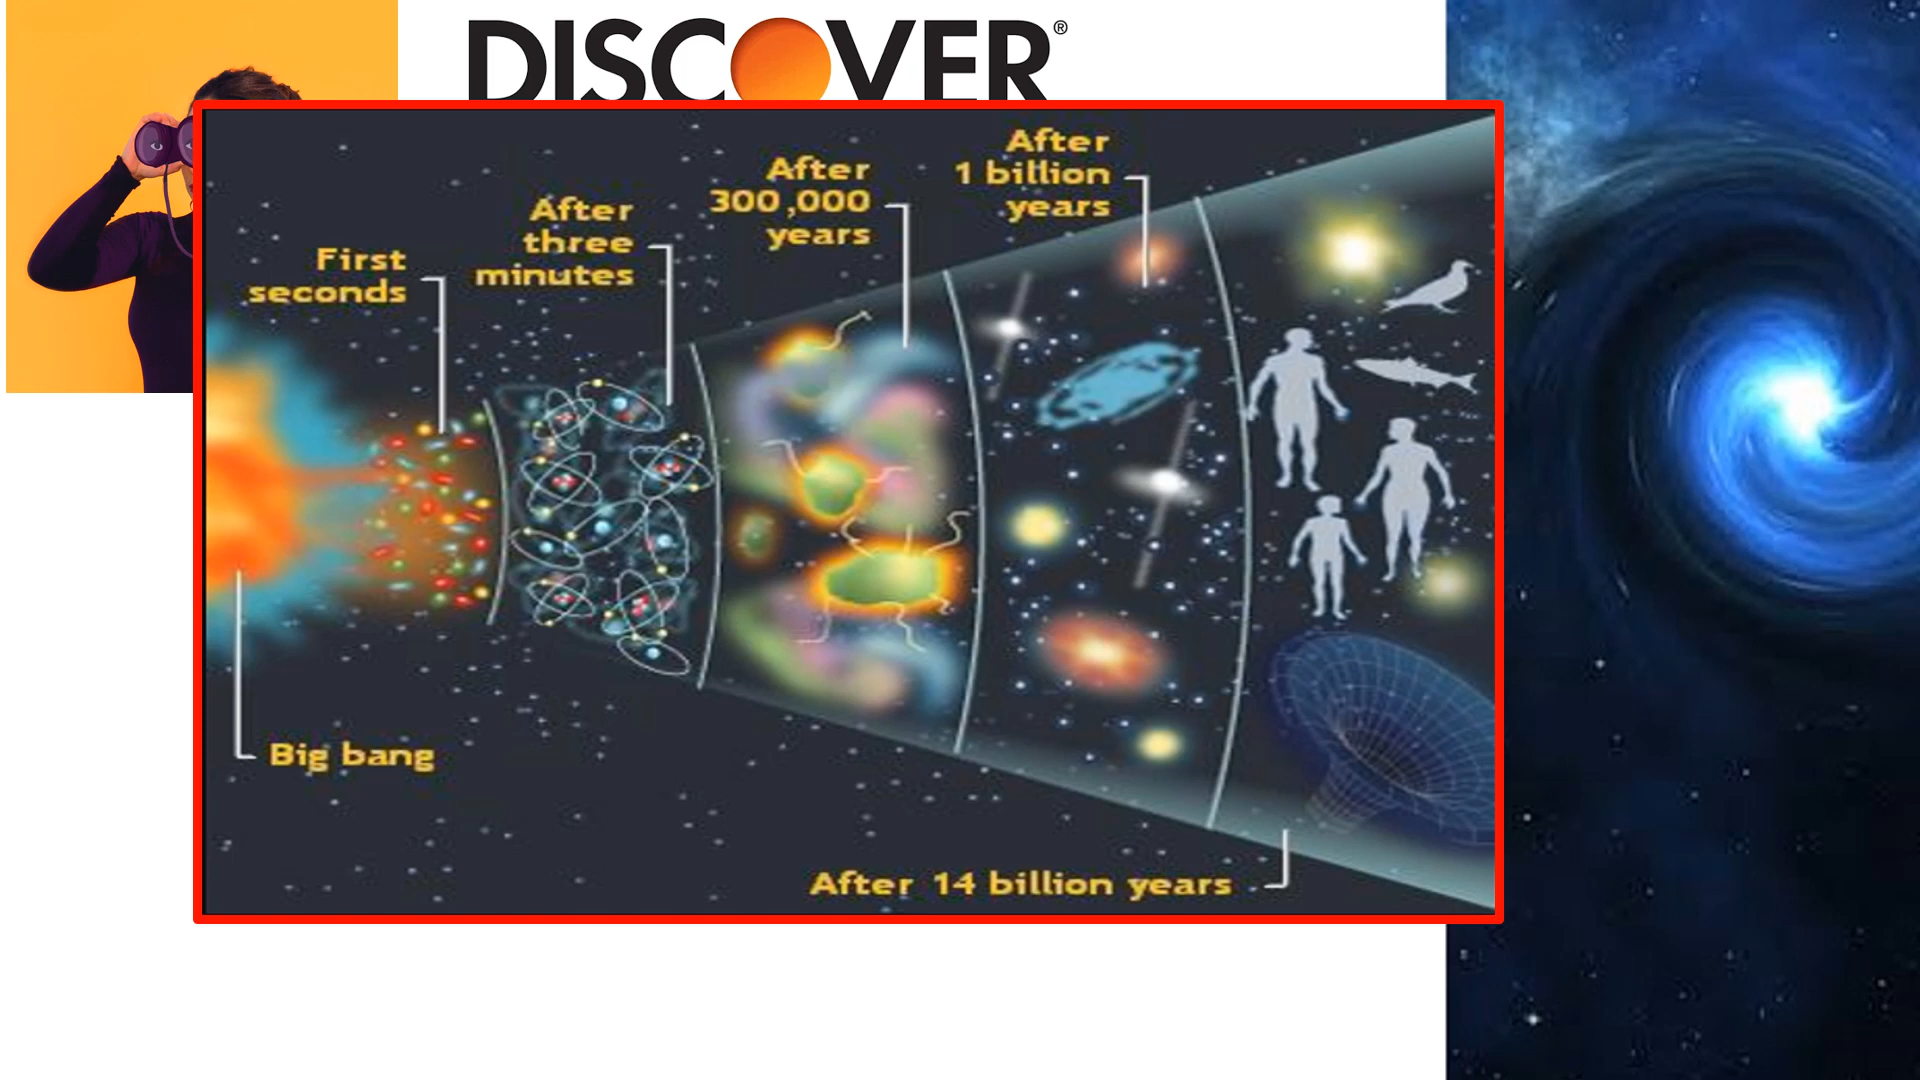 DISCOVER®
After
1 billion
years
After
300,000
years
After
three
minutes
First
seconds
Big bang
After 14 billion years